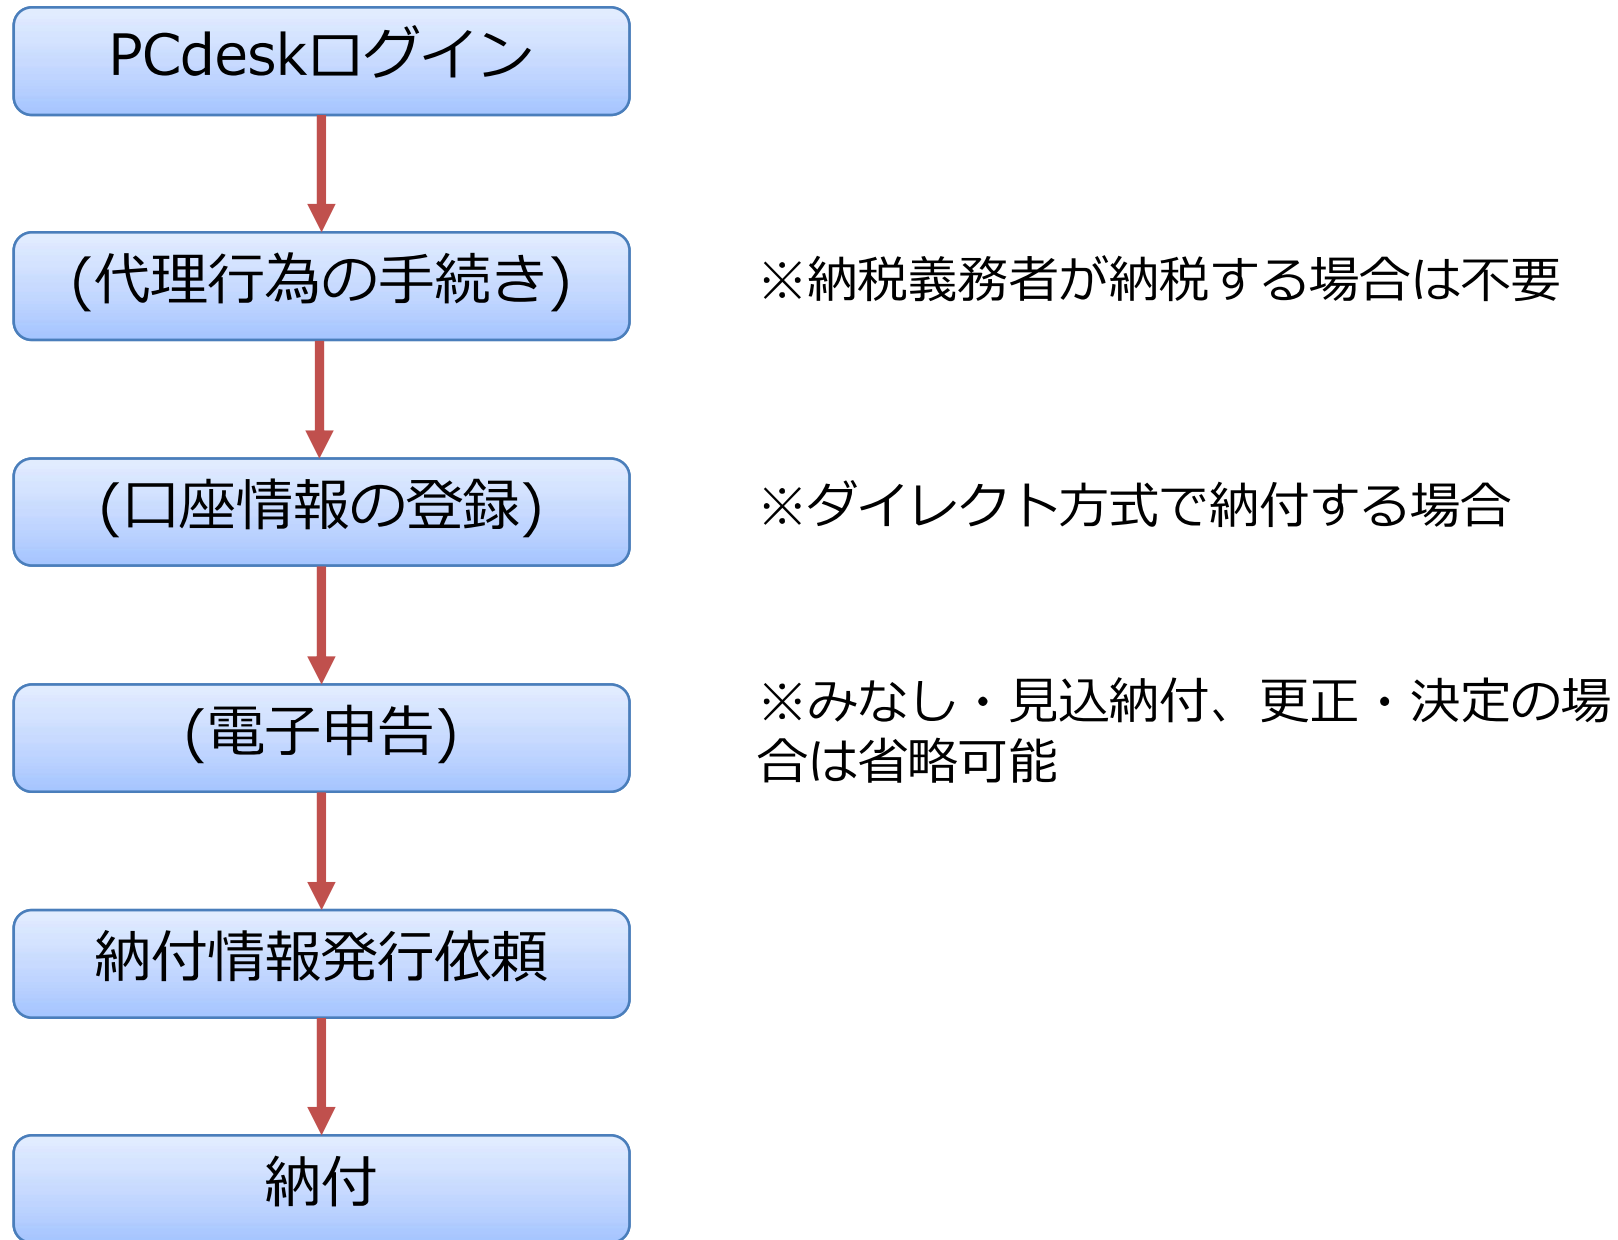 PCdeskログイン
(代理行為の手続き)
※納税義務者が納税する場合は不要
(口座情報の登録)
※ダイレクト方式で納付する場合
(電子申告)
※みなし・見込納付、更正・決定の場
合は省略可能
納付情報発行依頼
納付